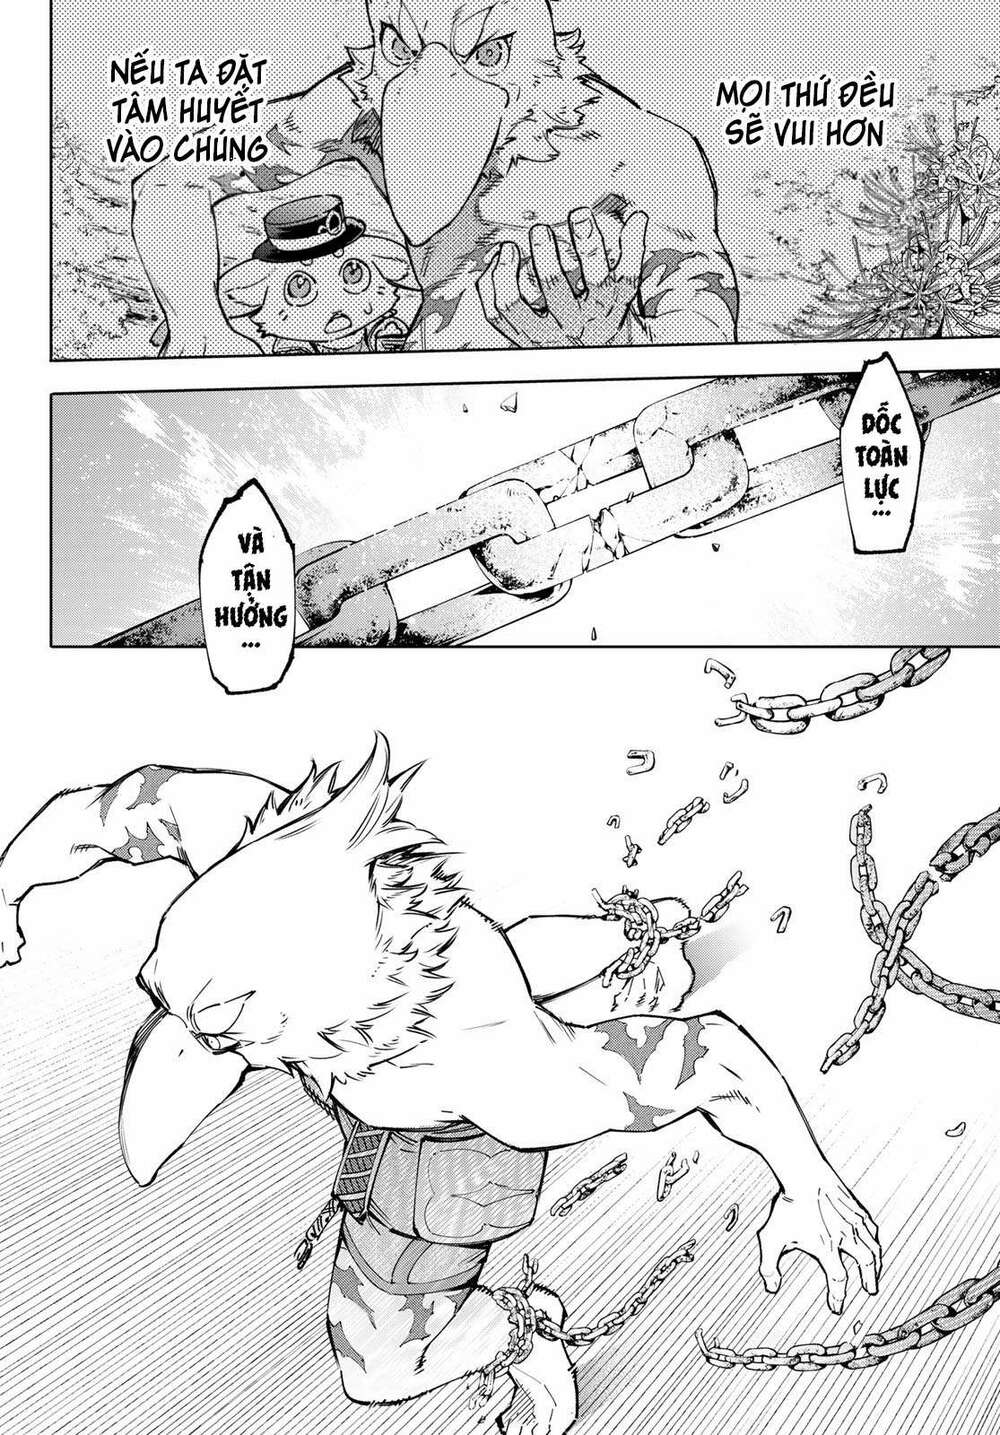 MỌI THỨ ĐỀU
SẼ VUI HƠN
NẾU TA ĐẶT
TÂM HUYẾT
VÀO CHÚNG
DỐC
TOÀN
LỰC
...
VÀ
TẬN
HƯỞNG
...